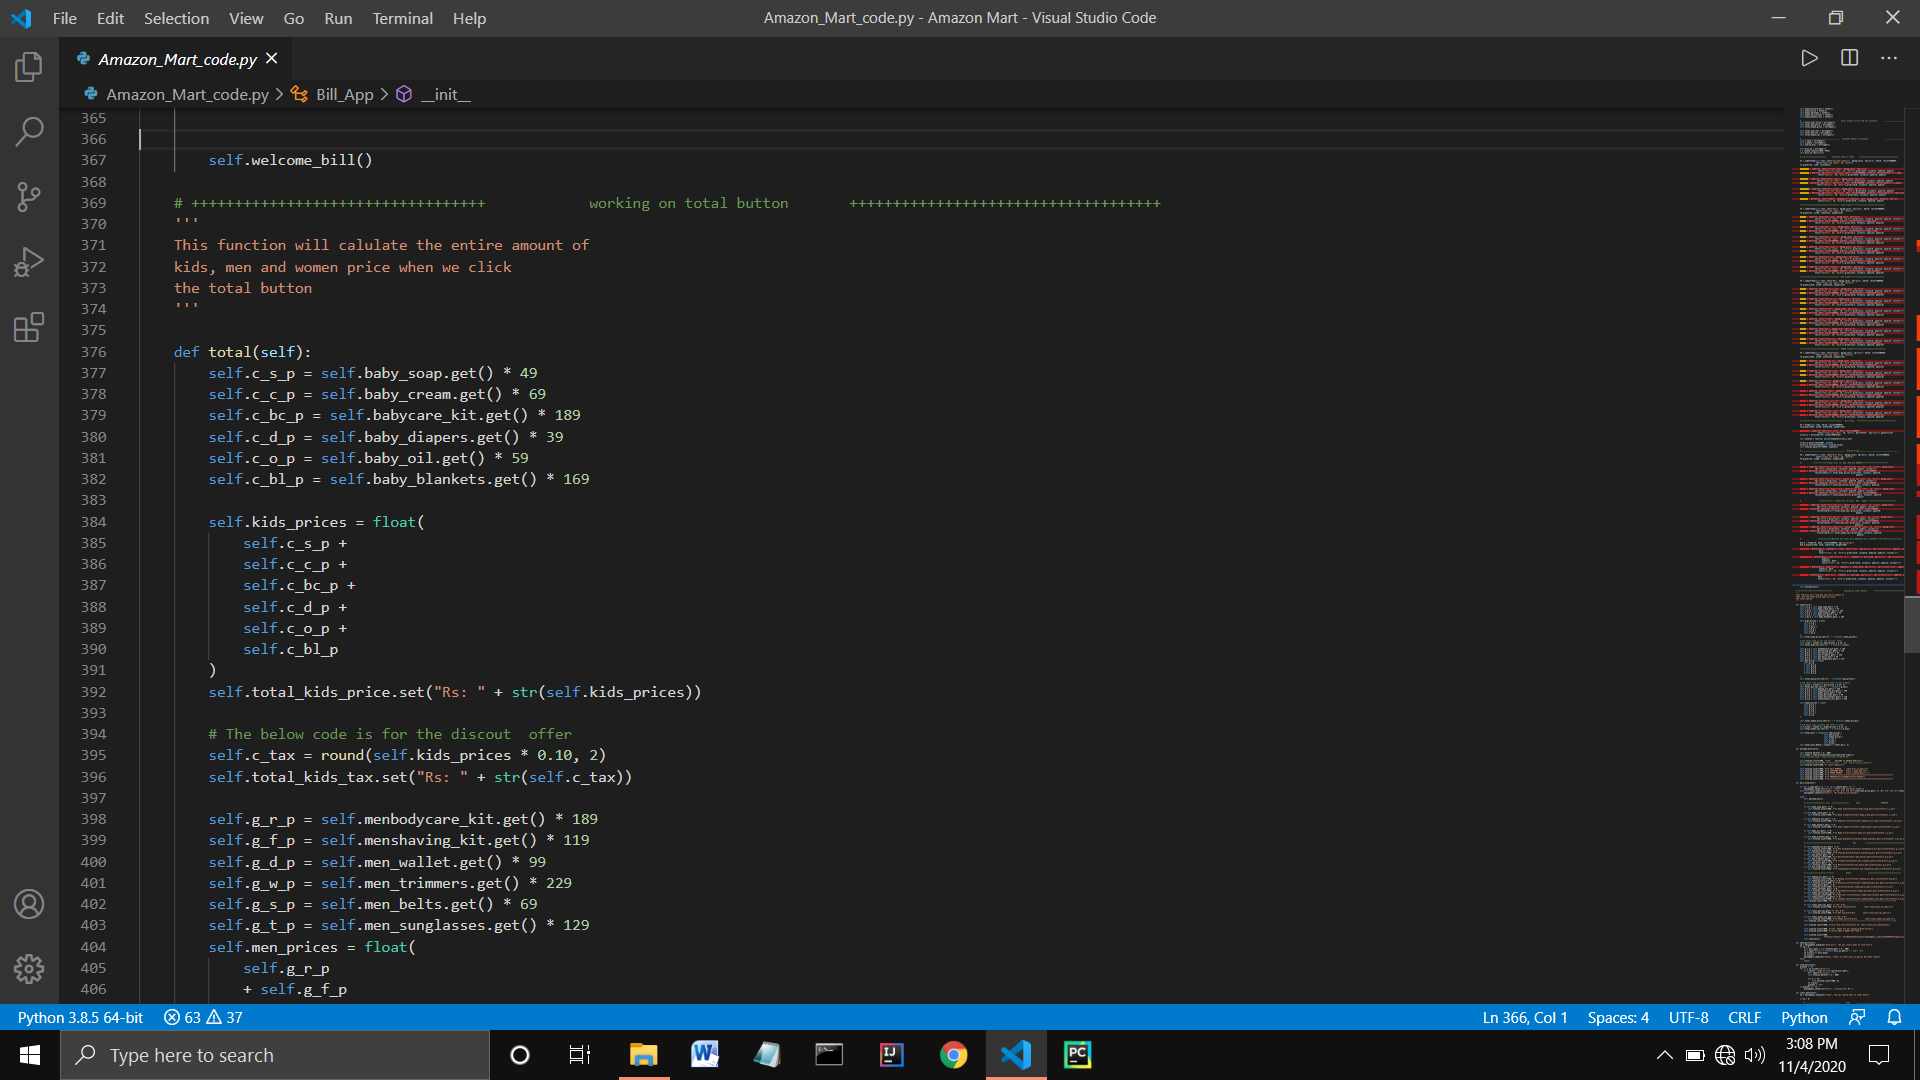 File Edit Selection View Go Run Terminal Help
Amazon_Mart_code.py - Amazon Mart - Visual Studio Code
Amazon_Mart_code.py
Amazon_Mart_code.py > Bill_App > __init__
365
366
367 self.welcome_bill()
368
369 # ++++++++++++++++++++++++++++++++++ working on total button ++++++++++++++++++++++++++++++++++++
370 '''
371 This function will calulate the entire amount of
372 kids, men and women price when we click
373 the total button
374 '''
375
376 def total(self):
377 self.c_s_p = self.baby_soap.get() * 49
378 self.c_c_p = self.baby_cream.get() * 69
379 self.c_bc_p = self.babycare_kit.get() * 189
380 self.c_d_p = self.baby_diapers.get() * 39
381 self.c_o_p = self.baby_oil.get() * 59
382 self.c_bl_p = self.baby_blankets.get() * 169
383
384 self.kids_prices = float(
385 self.c_s_p +
386 self.c_c_p +
387 self.c_bc_p +
388 self.c_d_p +
389 self.c_o_p +
390 self.c_bl_p
391 )
392 self.total_kids_price.set("Rs: " + str(self.kids_prices))
393
394 # The below code is for the discout  offer
395 self.c_tax = round(self.kids_prices * 0.10, 2)
396 self.total_kids_tax.set("Rs: " + str(self.c_tax))
397
398 self.g_r_p = self.menbodycare_kit.get() * 189
399 self.g_f_p = self.menshaving_kit.get() * 119
400 self.g_d_p = self.men_wallet.get() * 99
401 self.g_w_p = self.men_trimmers.get() * 229
402 self.g_s_p = self.men_belts.get() * 69
403 self.g_t_p = self.men_sunglasses.get() * 129
404 self.men_prices = float(
405 self.g_r_p
406 + self.g_f_p
Python 3.8.5 64-bit 63 37 Ln 366, Col 1 Spaces: 4 UTF-8 CRLF Python
Type here to search
3:08 PM
11/4/2020